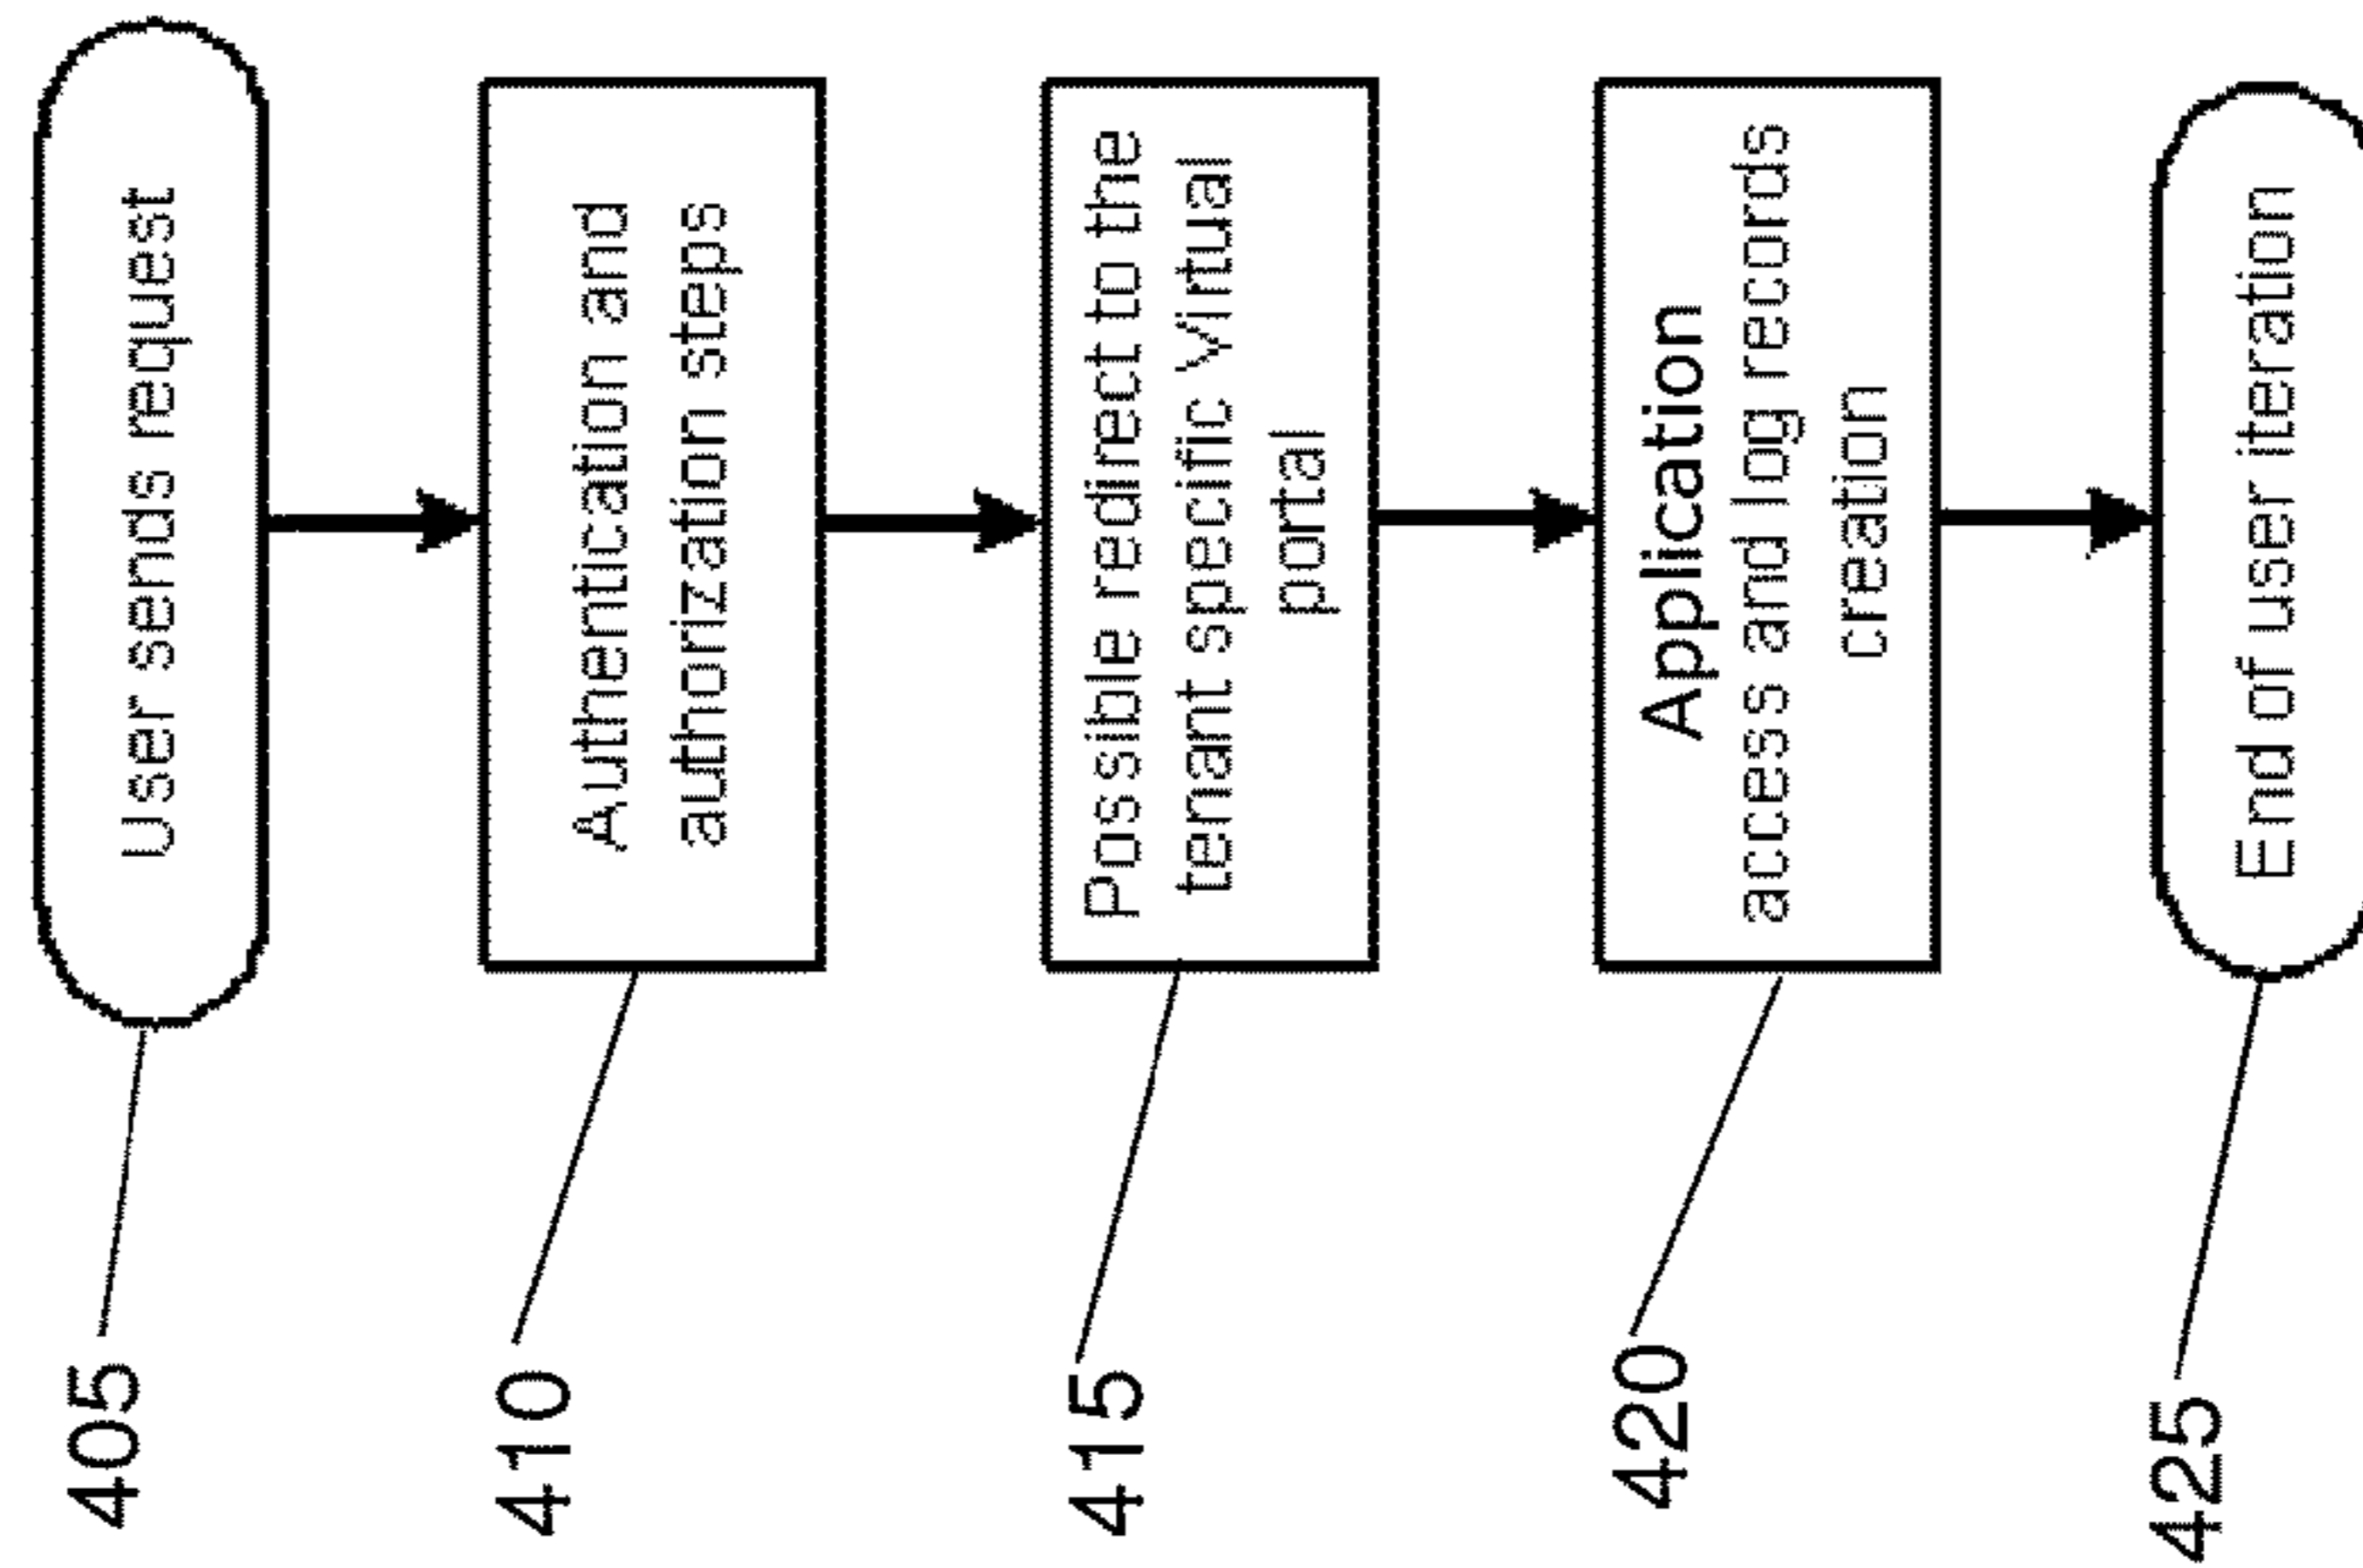 405
User sends request
410
Authentication and
authorization steps
415
Possible redirect to the
tenant specific Virtual
portal
420
Application
access and log records
creation
425
End of user iteration